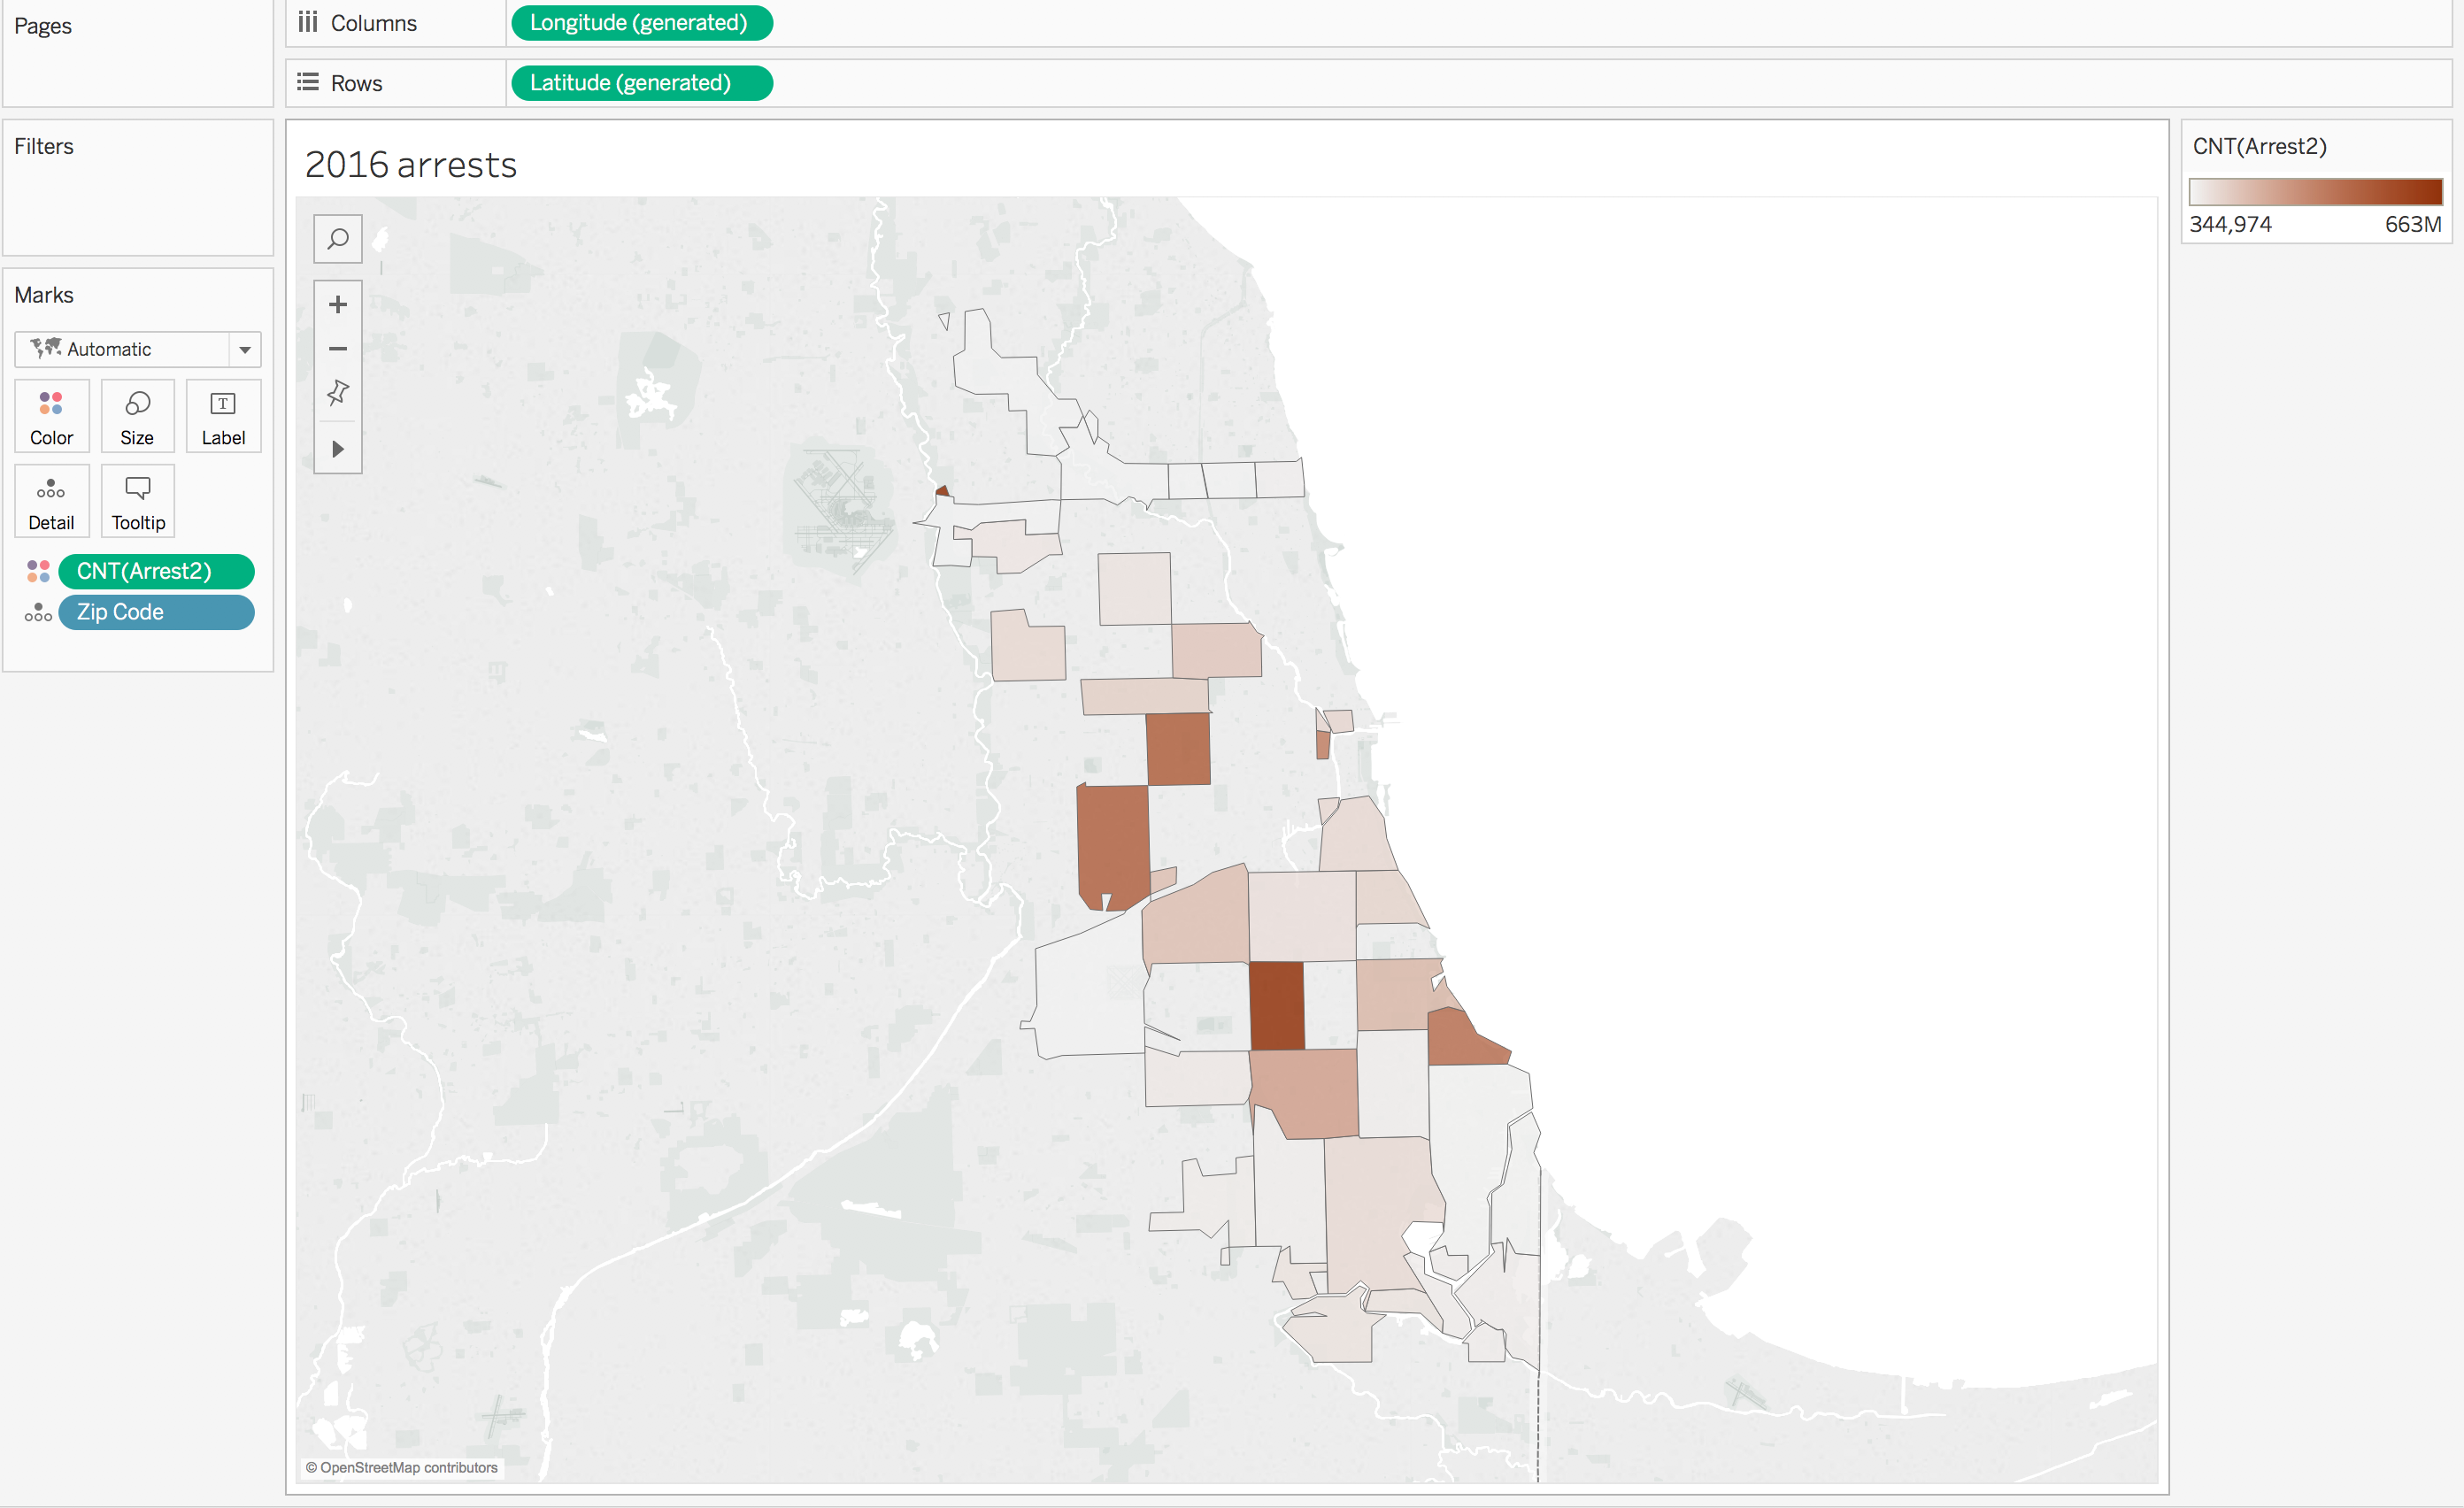 Pages
Columns
Longitude (generated)
Rows
Latitude (generated)
Filters
2016 arrests
CNT(Arrest2)
344,974 663M
Marks
Automatic
Color Size T Label
Detail Tooltip
CNT(Arrest2)
Zip Code
© OpenStreetMap contributors